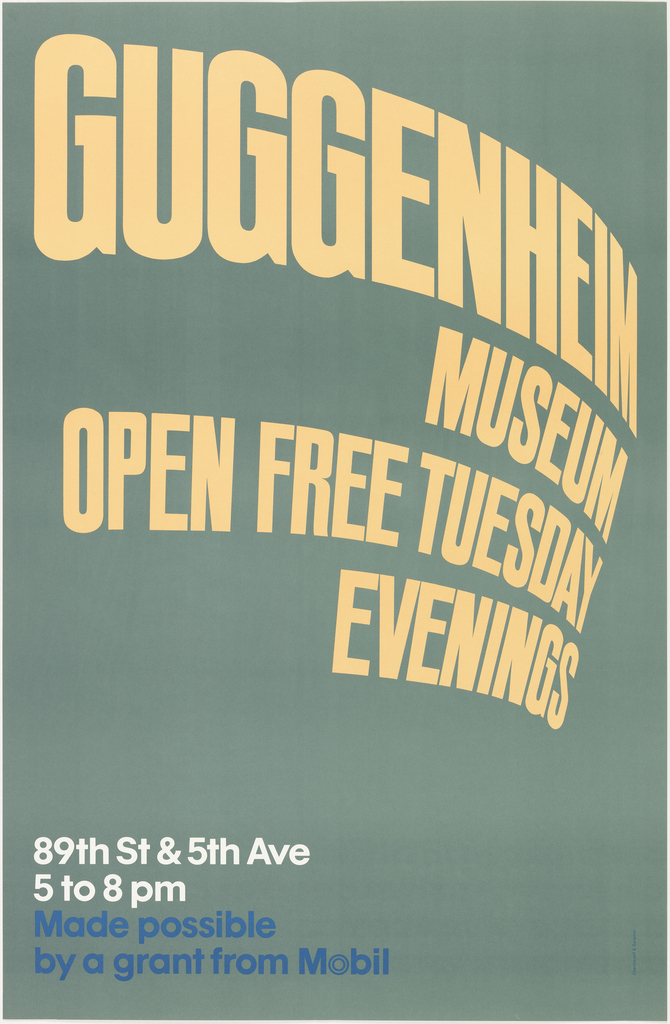 GUGGENHEIM
MUSEUM
OPEN FREE TUESDAY
EVENINGS
89th St & 5th Ave
5 to 8 pm
Made possible
by a grant from Mobil